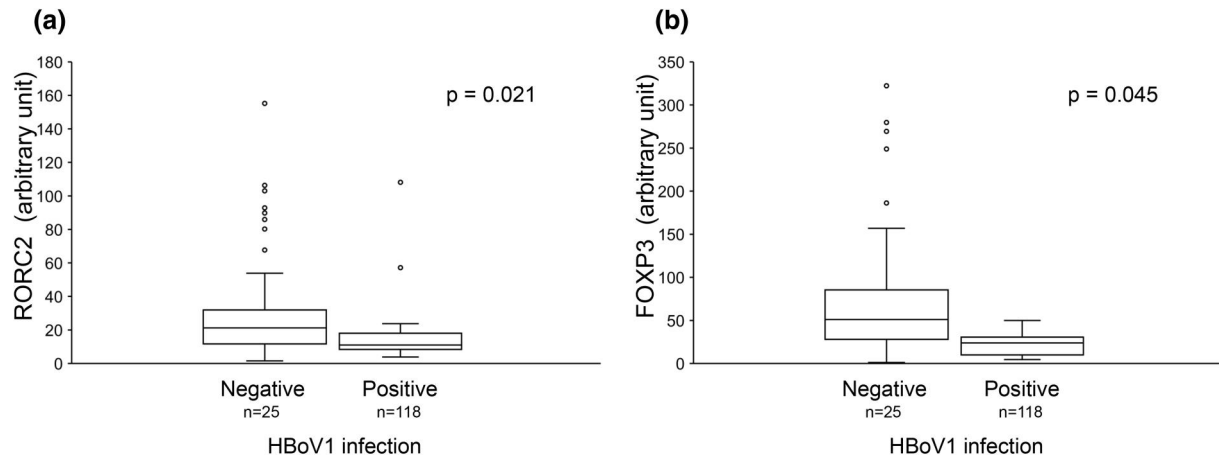 (a)
180
160
140
120
100
80
60
40
20
0
RORC2 (arbitrary unit)
p = 0.021
Negative Positive
n=25 n=118
HBoV1 infection
(b)
350
300
250
200
150
100
50
0
FOXP3 (arbitrary unit)
p = 0.045
Negative Positive
n=25 n=118
HBoV1 infection